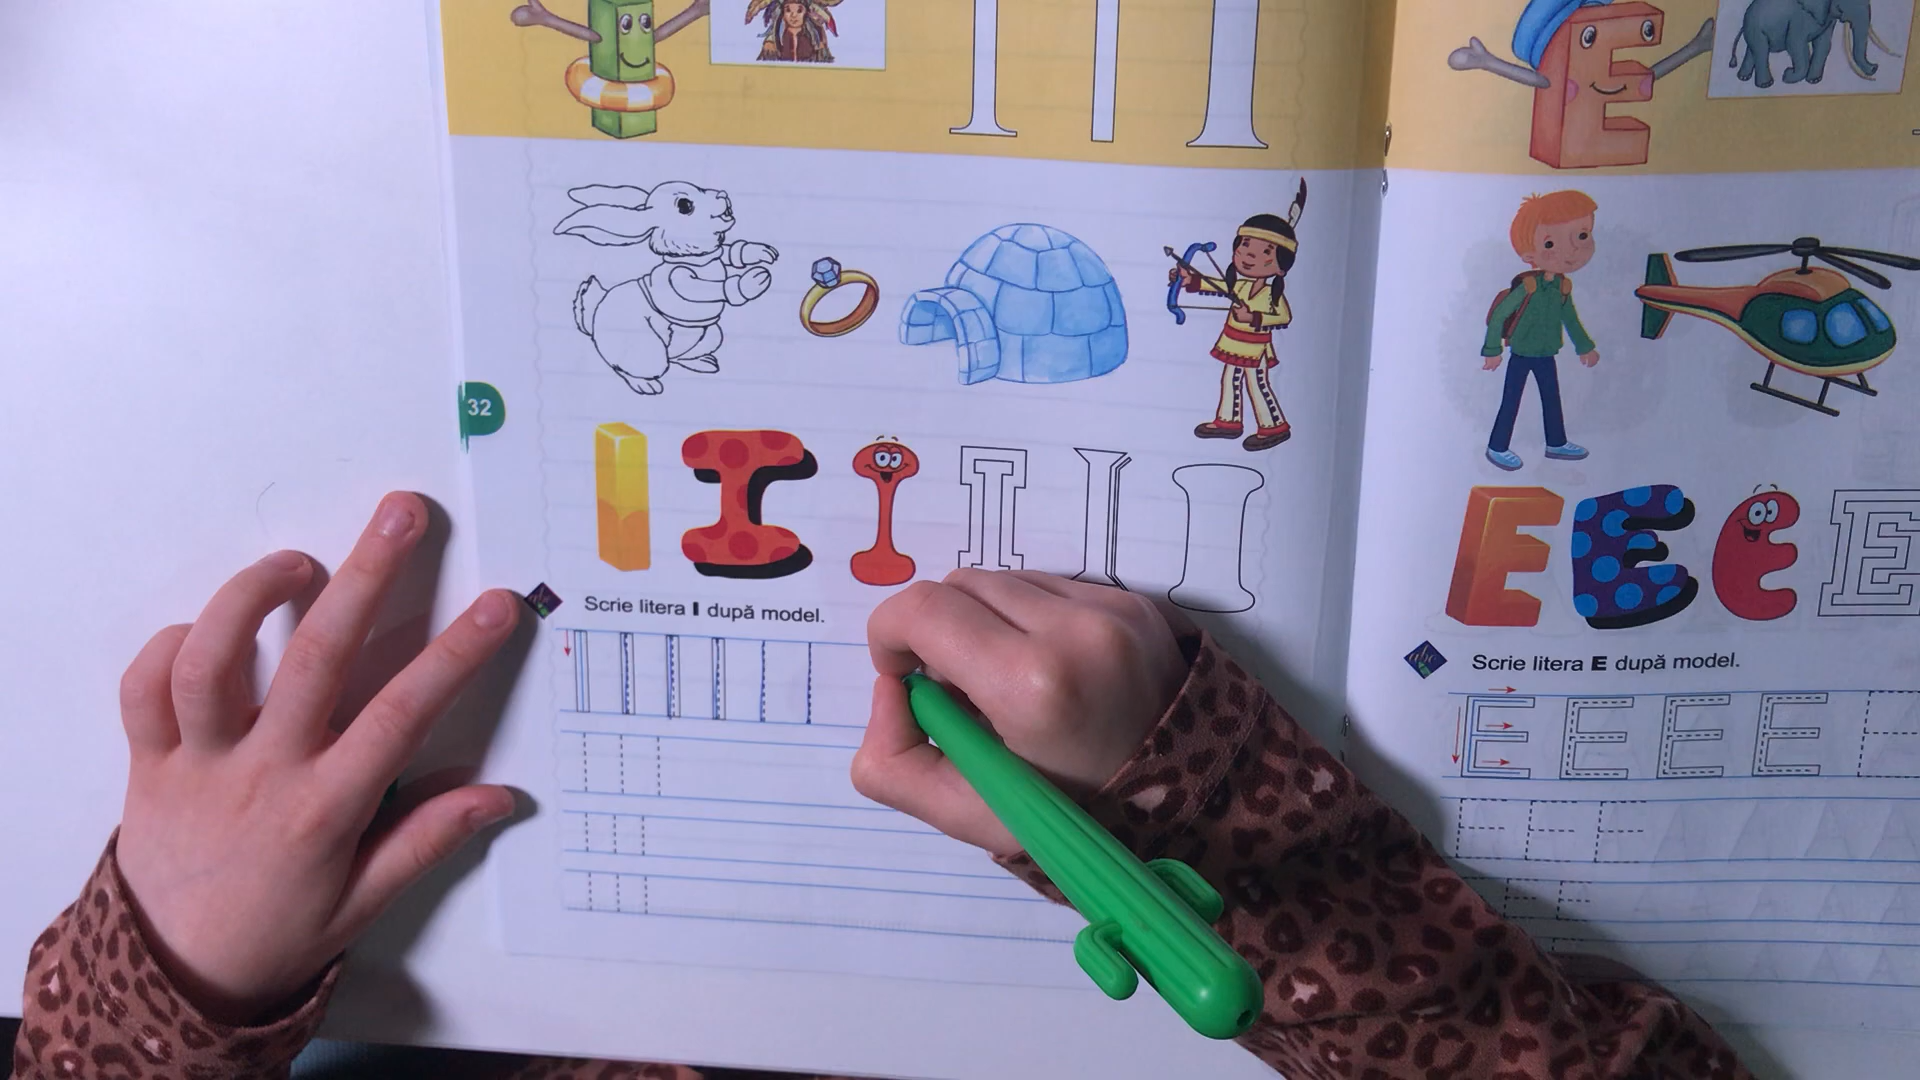 32
I I I I I I
E E E E
Scrie litera I după model.
Scrie litera E după model.
E E E E